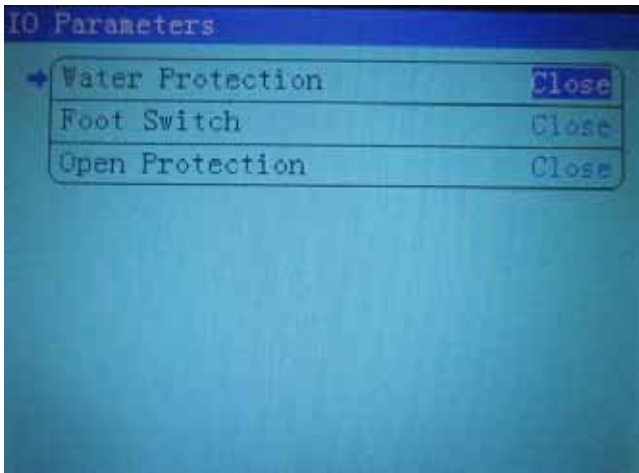 IO Parameters
Water Protection Close
Foot Switch Close
Open Protection Close